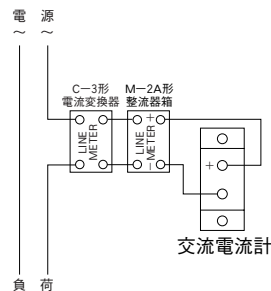 電 源
~ ~
C-3形
電流変換器
M-2A形
整流器箱
LINE
METER
LINE
- METER +
+
交流電流計
~ ~
負 荷